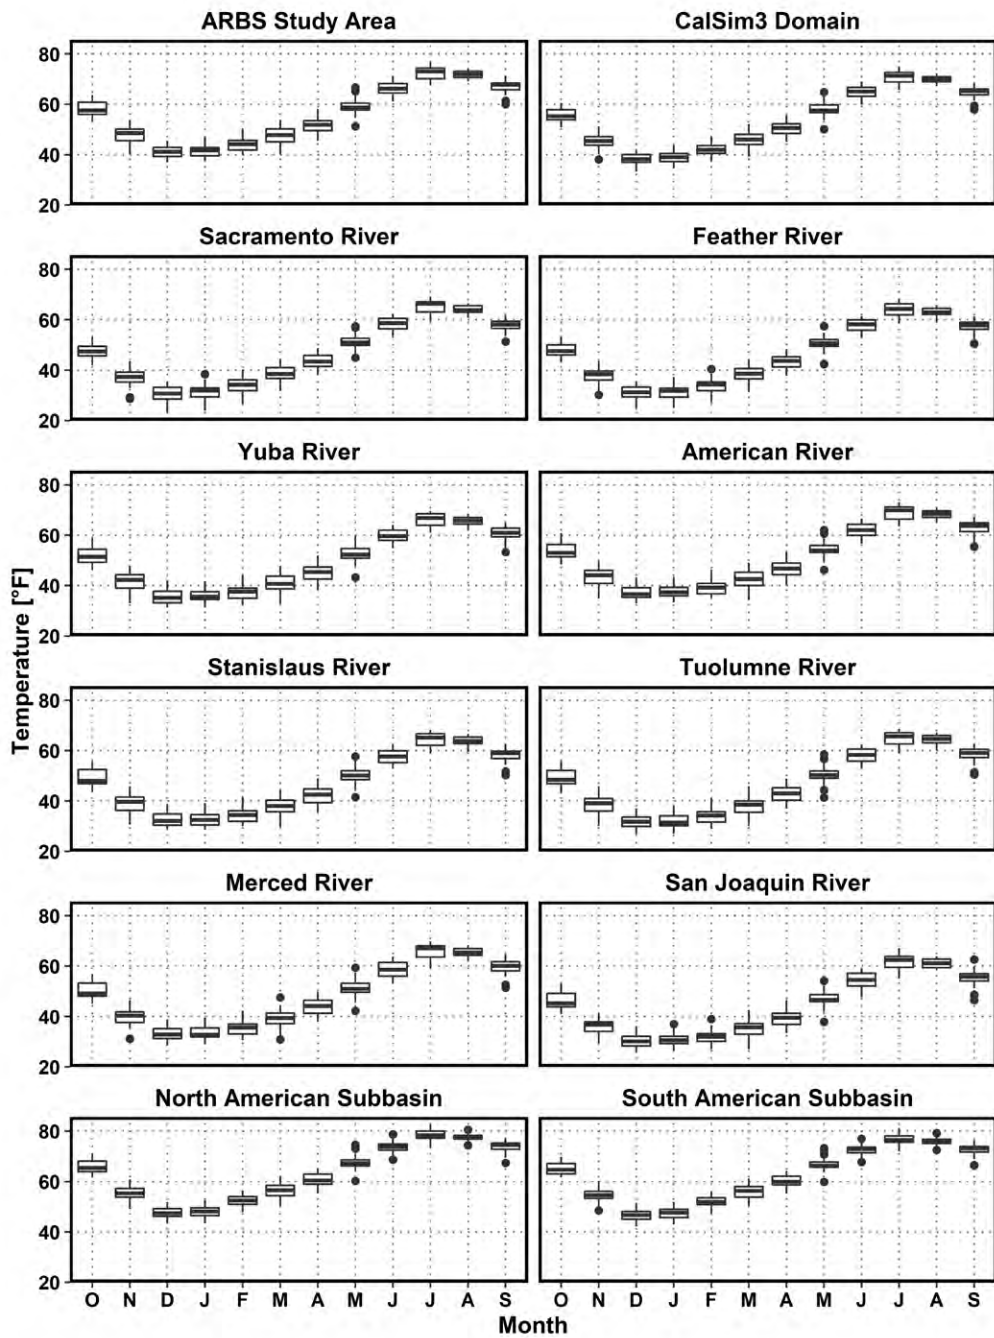 ARBS Study Area CalSim3 Domain
80
60
40
20
Sacramento River Feather River
80
60
40
20
Yuba River American River
80
60
40
20
Temperature [°F]
Stanislaus River Tuolumne River
80
60
40
20
Merced River San Joaquin River
80
60
40
20
North American Subbasin South American Subbasin
80
60
40
20
O N D J F M A M J J A S O N D J F M A M J J A S
Month